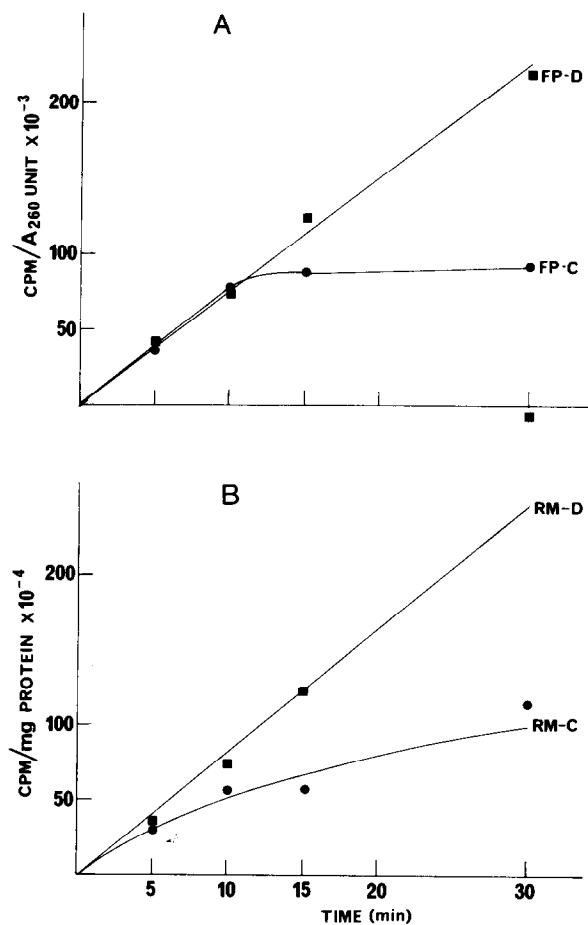 A
CPM/A260 UNIT ×10⁻³
200
100
50
FP-D
FP-C
B
CPM/mg PROTEIN ×10⁻⁴
200
100
50
RM-D
RM-C
5 10 15 20 30
TIME (min)